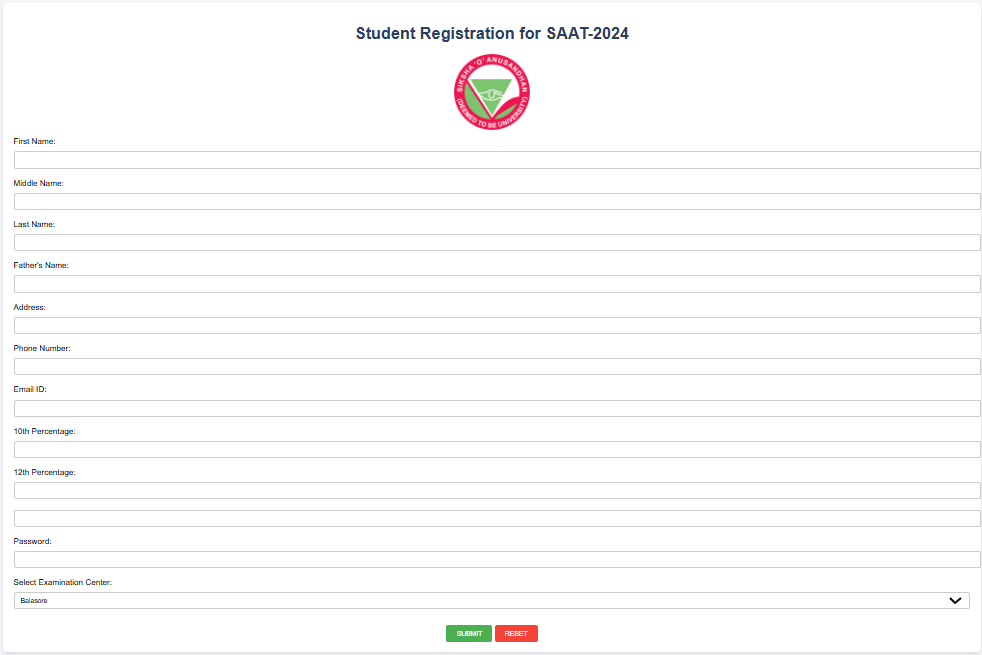 Student Registration for SAAT-2024
SIKSHA 'O' ANUSANDHAN
(DEEMED TO BE UNIVERSITY)
First Name:
Middle Name:
Last Name:
Father's Name:
Address:
Phone Number:
Email ID:
10th Percentage:
12th Percentage:
Password:
Select Examination Center:
Balasore
SUBMIT RESET